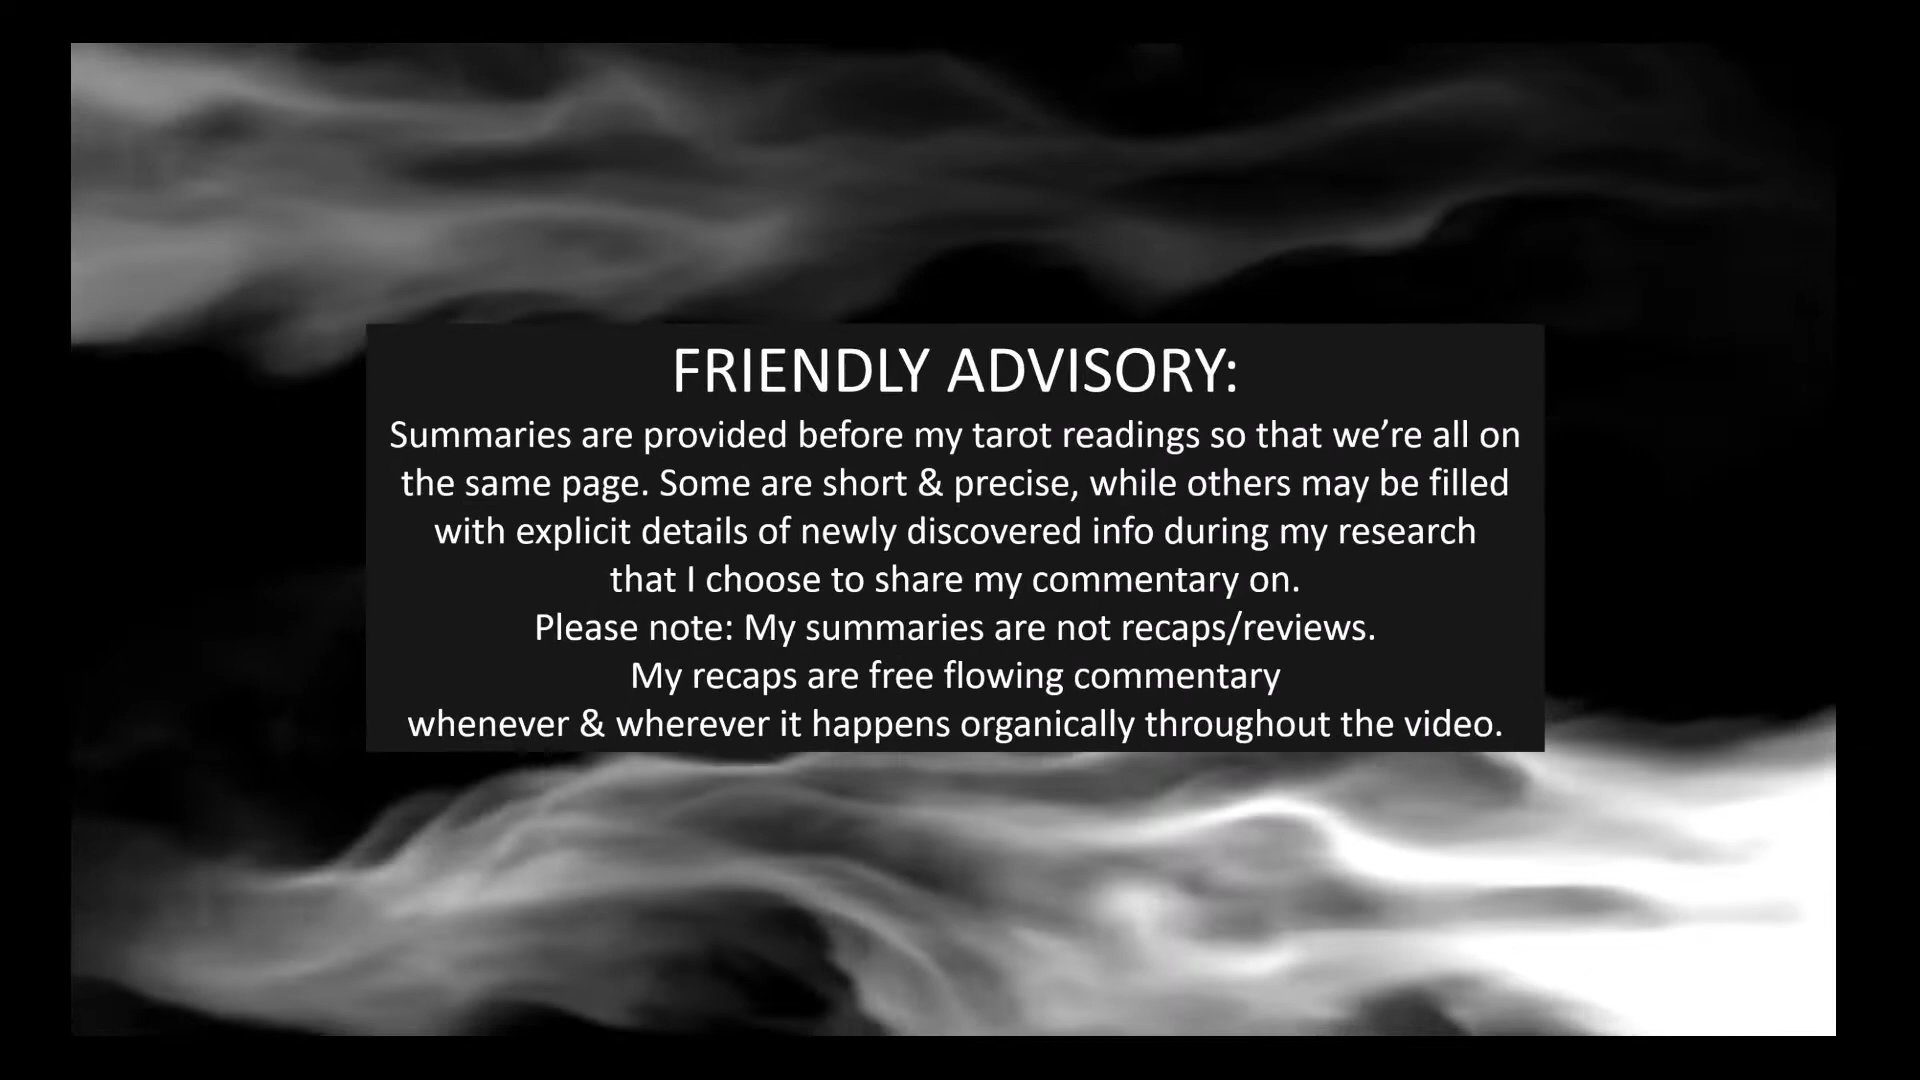 FRIENDLY ADVISORY:
Summaries are provided before my tarot readings so that we’re all on
the same page. Some are short & precise, while others may be filled
with explicit details of newly discovered info during my research
that I choose to share my commentary on.
Please note: My summaries are not recaps/reviews.
My recaps are free flowing commentary
whenever & wherever it happens organically throughout the video.